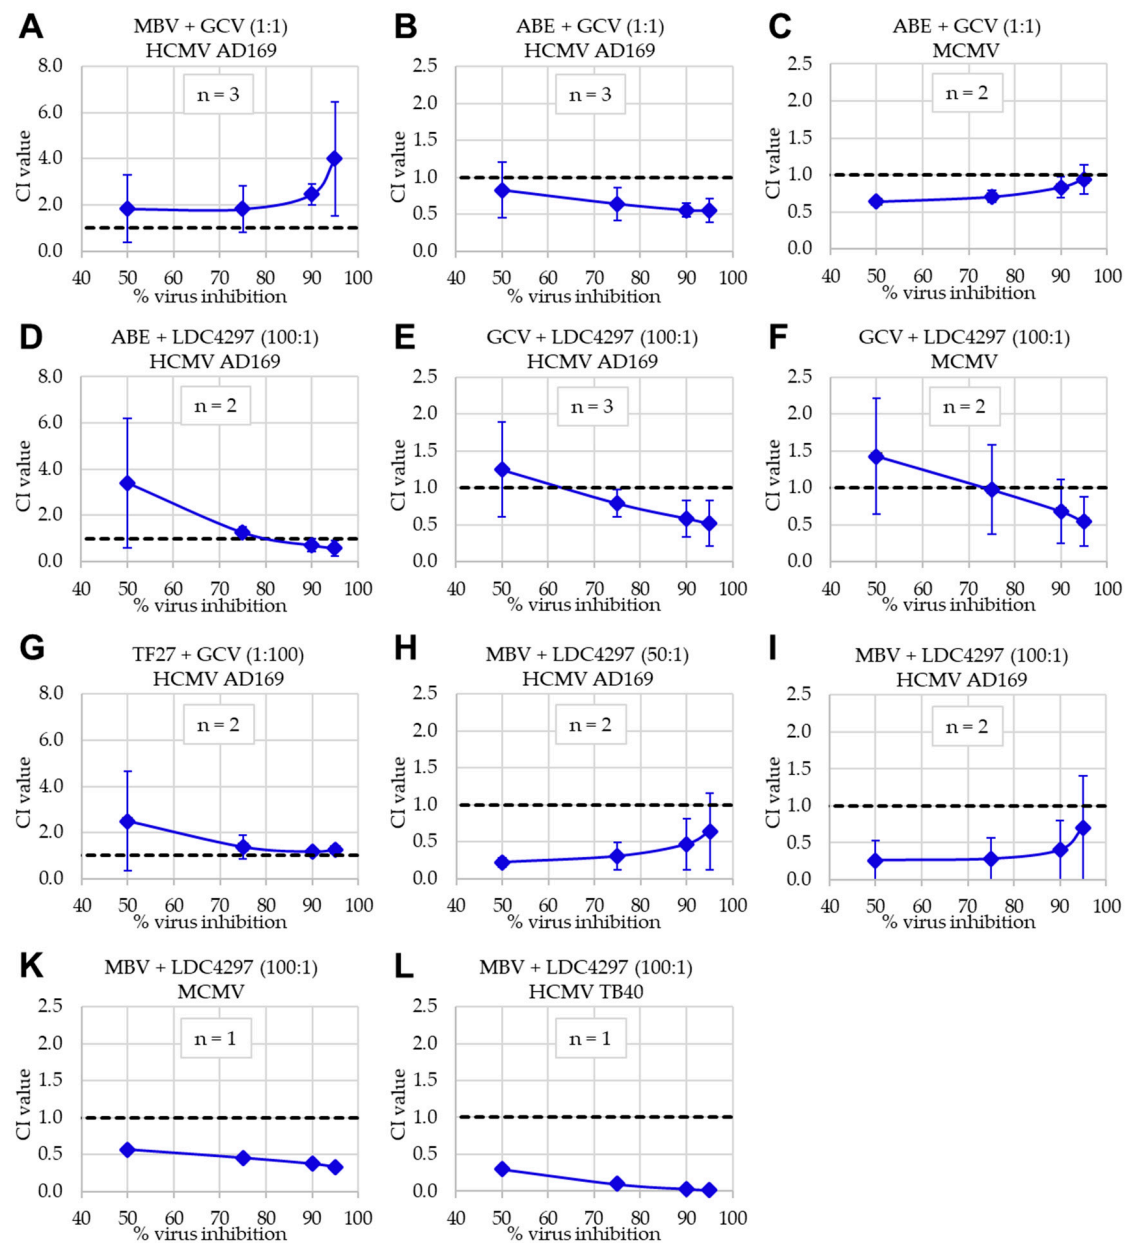 A
MBV + GCV (1:1)
HCMV AD169
n = 3
CI value
8.0
6.0
4.0
2.0
0.0
40 50 60 70 80 90 100
% virus inhibition
B
ABE + GCV (1:1)
HCMV AD169
n = 3
CI value
2.5
2.0
1.5
1.0
0.5
0.0
40 50 60 70 80 90 100
% virus inhibition
C
ABE + GCV (1:1)
MCMV
n = 2
CI value
2.5
2.0
1.5
1.0
0.5
0.0
40 50 60 70 80 90 100
% virus inhibition
D
ABE + LDC4297 (100:1)
HCMV AD169
n = 2
CI value
8.0
6.0
4.0
2.0
0.0
40 50 60 70 80 90 100
% virus inhibition
E
GCV + LDC4297 (100:1)
HCMV AD169
n = 3
CI value
2.5
2.0
1.5
1.0
0.5
0.0
40 50 60 70 80 90 100
% virus inhibition
F
GCV + LDC4297 (100:1)
MCMV
n = 2
CI value
2.5
2.0
1.5
1.0
0.5
0.0
40 50 60 70 80 90 100
% virus inhibition
G
TF27 + GCV (1:100)
HCMV AD169
n = 2
CI value
8.0
6.0
4.0
2.0
0.0
40 50 60 70 80 90 100
% virus inhibition
H
MBV + LDC4297 (50:1)
HCMV AD169
n = 2
CI value
2.5
2.0
1.5
1.0
0.5
0.0
40 50 60 70 80 90 100
% virus inhibition
I
MBV + LDC4297 (100:1)
HCMV AD169
n = 2
CI value
2.5
2.0
1.5
1.0
0.5
0.0
40 50 60 70 80 90 100
% virus inhibition
K
MBV + LDC4297 (100:1)
MCMV
n = 1
CI value
2.5
2.0
1.5
1.0
0.5
0.0
40 50 60 70 80 90 100
% virus inhibition
L
MBV + LDC4297 (100:1)
HCMV TB40
n = 1
CI value
2.5
2.0
1.5
1.0
0.5
0.0
40 50 60 70 80 90 100
% virus inhibition